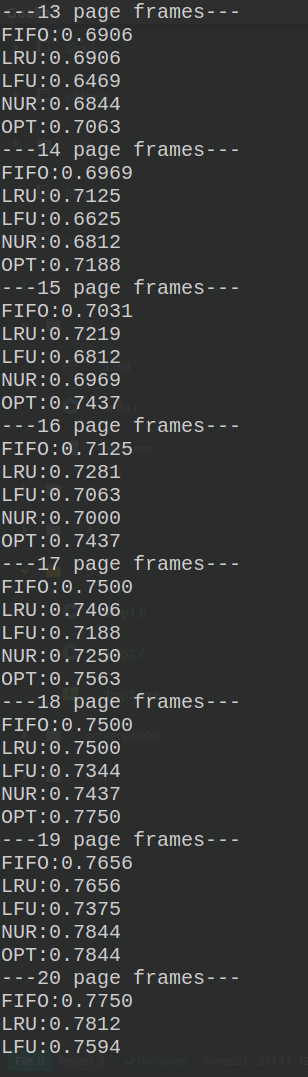 ---13 page frames---
FIFO:0.6906
LRU:0.6906
LFU:0.6469
NUR:0.6844
OPT:0.7063
---14 page frames---
FIFO:0.6969
LRU:0.7125
LFU:0.6625
NUR:0.6812
OPT:0.7188
---15 page frames---
FIFO:0.7031
LRU:0.7219
LFU:0.6812
NUR:0.6969
OPT:0.7437
---16 page frames---
FIFO:0.7125
LRU:0.7281
LFU:0.7063
NUR:0.7000
OPT:0.7437
---17 page frames---
FIFO:0.7500
LRU:0.7406
LFU:0.7188
NUR:0.7250
OPT:0.7563
---18 page frames---
FIFO:0.7500
LRU:0.7500
LFU:0.7344
NUR:0.7437
OPT:0.7750
---19 page frames---
FIFO:0.7656
LRU:0.7656
LFU:0.7375
NUR:0.7844
OPT:0.7844
---20 page frames---
FIFO:0.7750
LRU:0.7812
LFU:0.7594